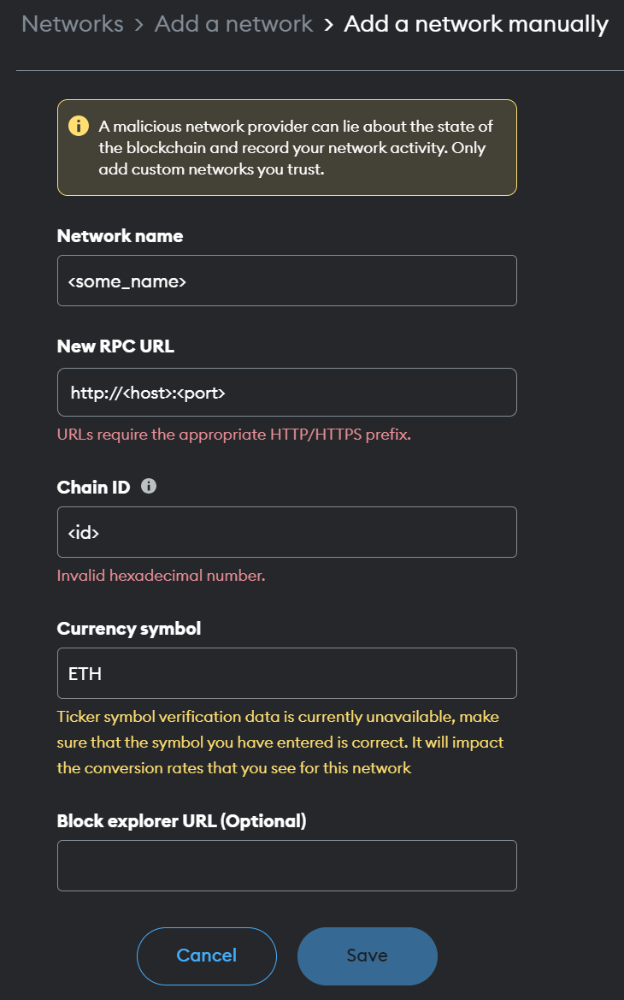 Networks > Add a network > Add a network manually
A malicious network provider can lie about the state of
the blockchain and record your network activity. Only
add custom networks you trust.
Network name
<some_name>
New RPC URL
http://<host>:<port>
URLs require the appropriate HTTP/HTTPS prefix.
Chain ID
<id>
Invalid hexadecimal number.
Currency symbol
ETH
Ticker symbol verification data is currently unavailable, make
sure that the symbol you have entered is correct. It will impact
the conversion rates that you see for this network
Block explorer URL (Optional)
Cancel Save